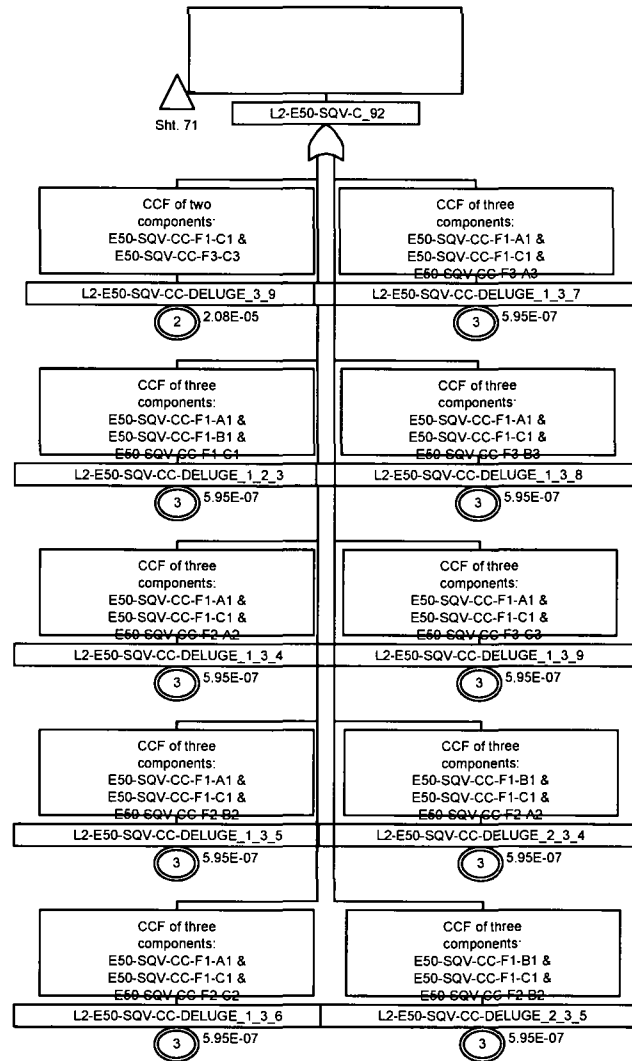 Sht. 71
L2-E50-SQV-C_92
CCF of two
components:
E50-SQV-CC-F1-C1 &
E50-SQV-CC-F3-C3
L2-E50-SQV-CC-DELUGE_3_9
2
2.08E-05
CCF of three
components:
E50-SQV-CC-F1-A1 &
E50-SQV-CC-F1-C1 &
E50-SQV-CC-F3-A3
L2-E50-SQV-CC-DELUGE_1_3_7
3
5.95E-07
CCF of three
components:
E50-SQV-CC-F1-A1 &
E50-SQV-CC-F1-B1 &
E50-SQV-CC-F1-C1
L2-E50-SQV-CC-DELUGE_1_2_3
3
5.95E-07
CCF of three
components:
E50-SQV-CC-F1-A1 &
E50-SQV-CC-F1-C1 &
E50-SQV-CC-F3-B3
L2-E50-SQV-CC-DELUGE_1_3_8
3
5.95E-07
CCF of three
components:
E50-SQV-CC-F1-A1 &
E50-SQV-CC-F1-C1 &
E50-SQV-CC-F2-A2
L2-E50-SQV-CC-DELUGE_1_3_4
3
5.95E-07
CCF of three
components:
E50-SQV-CC-F1-A1 &
E50-SQV-CC-F1-C1 &
E50-SQV-CC-F3-C3
L2-E50-SQV-CC-DELUGE_1_3_9
3
5.95E-07
CCF of three
components:
E50-SQV-CC-F1-A1 &
E50-SQV-CC-F1-C1 &
E50-SQV-CC-F2-B2
L2-E50-SQV-CC-DELUGE_1_3_5
3
5.95E-07
CCF of three
components:
E50-SQV-CC-F1-B1 &
E50-SQV-CC-F1-C1 &
E50-SQV-CC-F2-A2
L2-E50-SQV-CC-DELUGE_2_3_4
3
5.95E-07
CCF of three
components:
E50-SQV-CC-F1-A1 &
E50-SQV-CC-F1-C1 &
E50-SQV-CC-F2-C2
L2-E50-SQV-CC-DELUGE_1_3_6
3
5.95E-07
CCF of three
components:
E50-SQV-CC-F1-B1 &
E50-SQV-CC-F1-C1 &
E50-SQV-CC-F2-B2
L2-E50-SQV-CC-DELUGE_2_3_5
3
5.95E-07